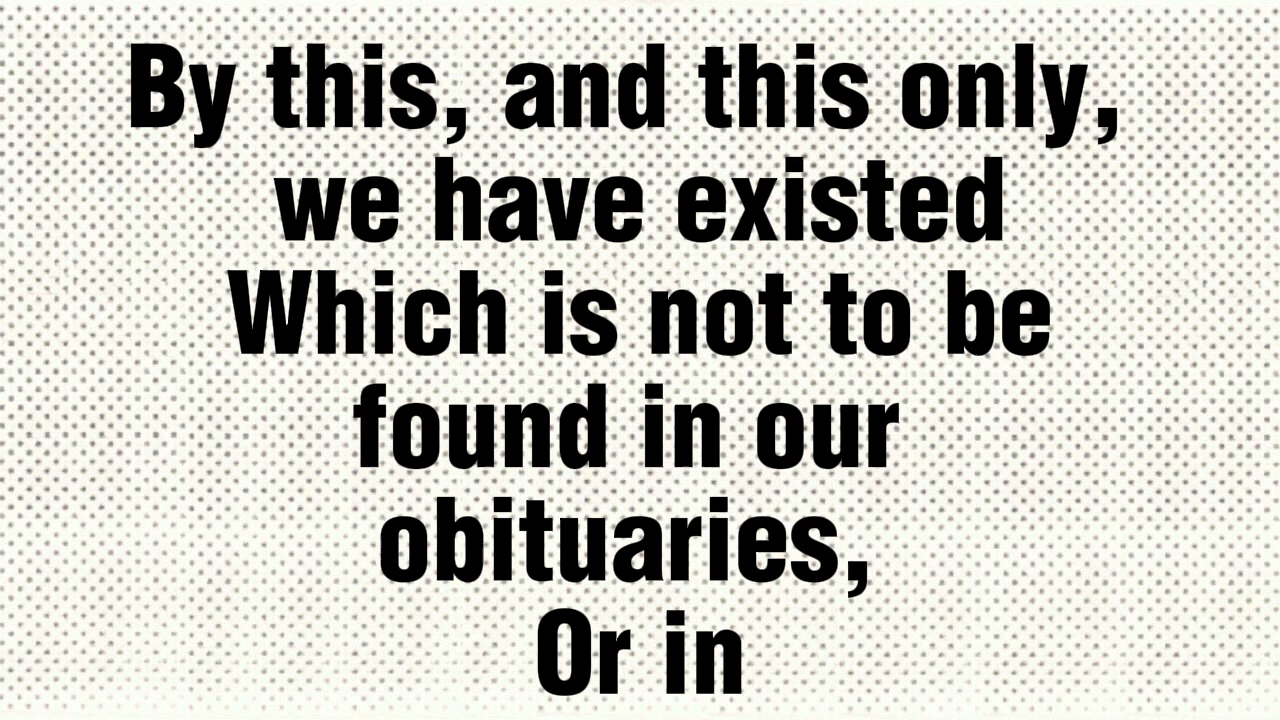 By this, and this only,
we have existed
Which is not to be
found in our
obituaries,
Or in